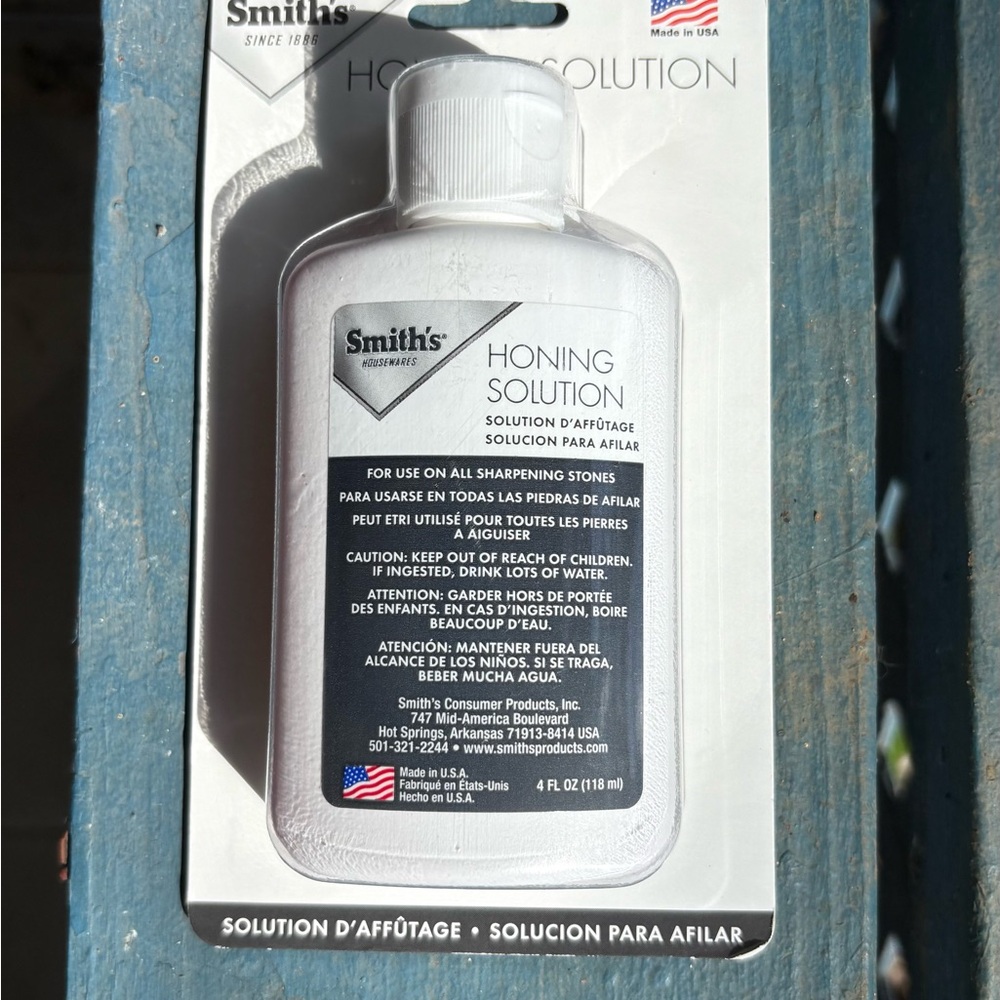 Smith's
SINCE 1886
Made in USA
SOLUTION
Smith's
HOUSEWARES
HONING
SOLUTION
SOLUTION D'AFFÛTAGE
SOLUCION PARA AFILAR
FOR USE ON ALL SHARPENING STONES
PARA USARSE EN TODAS LAS PIEDRAS DE AFILAR
PEUT ETRI UTILISÉ POUR TOUTES LES PIERRES
A AIGUISER
CAUTION: KEEP OUT OF REACH OF CHILDREN.
IF INGESTED, DRINK LOTS OF WATER.
ATTENTION: GARDER HORS DE PORTÉE
DES ENFANTS. EN CAS D'INGESTION, BOIRE
BEAUCOUP D'EAU.
ATENCIÓN: MANTENER FUERA DEL
ALCANCE DE LOS NIÑOS. SI SE TRAGA,
BEBER MUCHA AGUA.
Smith's Consumer Products, Inc.
747 Mid-America Boulevard
Hot Springs, Arkansas 71913-8414 USA
501-321-2244 • www.smithsproducts.com
Made in U.S.A.
Fabriqué en États-Unis
Hecho en U.S.A.
4 FL OZ (118 ml)
SOLUTION D'AFFÛTAGE • SOLUCION PARA AFILAR